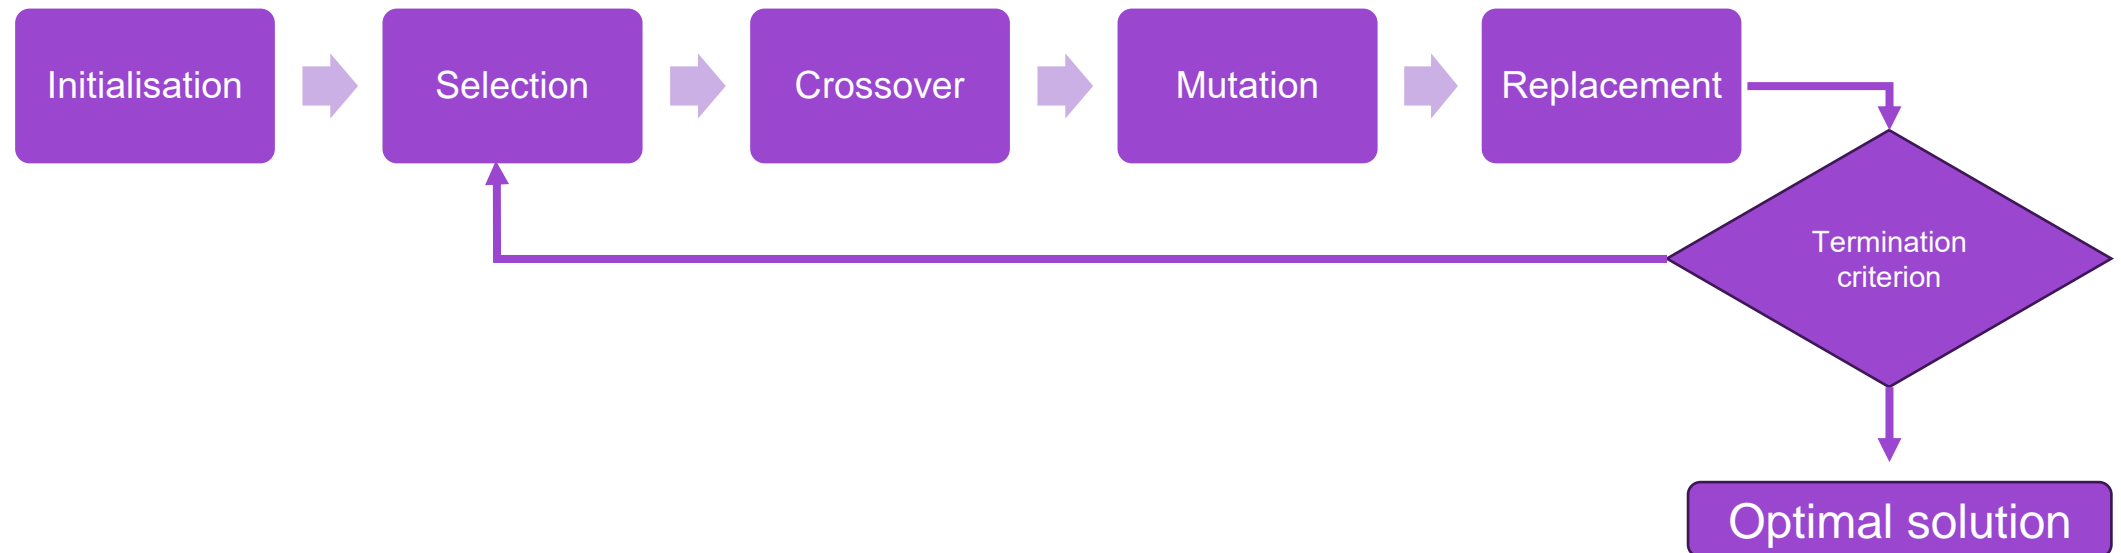 Initialisation
Selection
Crossover
Mutation
Replacement
Termination
criterion
Optimal solution